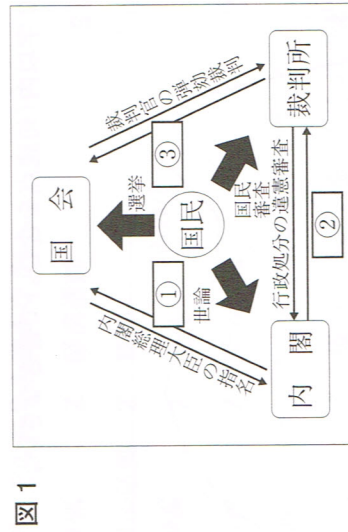 図1
国会
裁判官の弾劾裁判
③
選挙
国民
①
世論
国民
審査
内閣総理大臣の指名
裁判所
行政処分の違憲審査
②
内閣